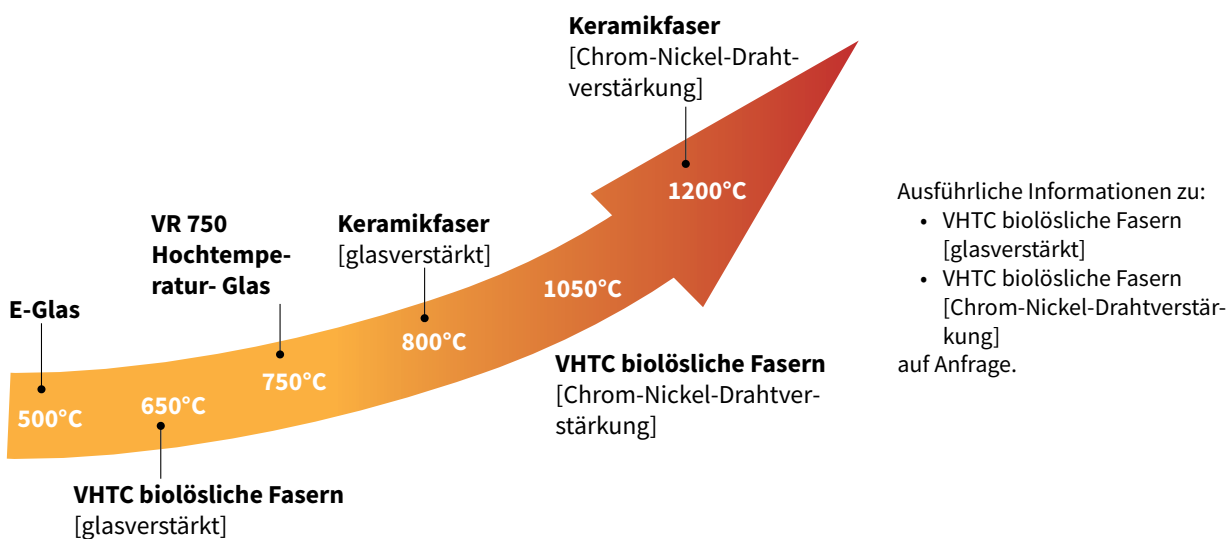 Keramikfaser
[Chrom-Nickel-Draht-
verstärkung]
1200°C
VR 750
Hochtempe-
ratur- Glas
Keramikfaser
[glasverstärkt]
E-Glas
500°C
650°C
750°C
800°C
1050°C
VHTC biolösliche Fasern
[Chrom-Nickel-Drahtver-
stärkung]
VHTC biolösliche Fasern
[glasverstärkt]
Ausführliche Informationen zu:
• VHTC biolösliche Fasern
[glasverstärkt]
• VHTC biolösliche Fasern
[Chrom-Nickel-Drahtverstär-
kung]
auf Anfrage.